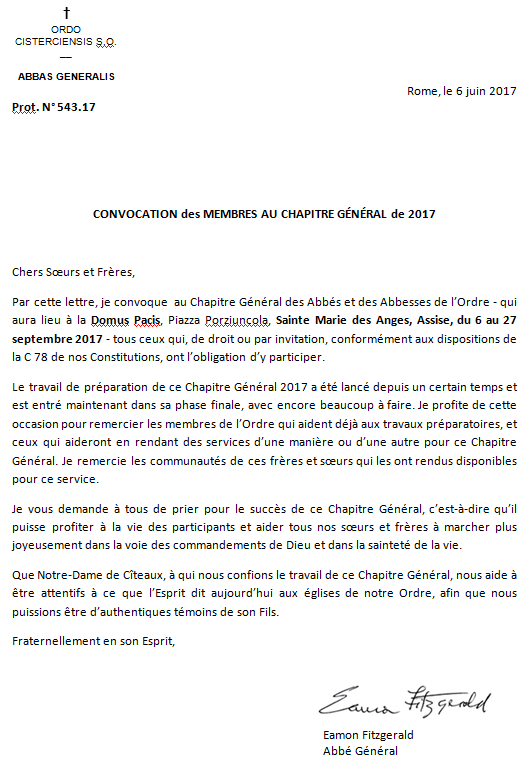 †
ORDO
CISTERCIENSIS S.O.
—
ABBAS GENERALIS
Rome, le 6 juin 2017
Prot. N° 543.17
CONVOCATION des MEMBRES AU CHAPITRE GÉNÉRAL de 2017
Chers Sœurs et Frères,
Par cette lettre, je convoque au Chapitre Général des Abbés et des Abbesses de l’Ordre - qui
aura lieu à la Domus Pacis, Piazza Porziuncola, Sainte Marie des Anges, Assise, du 6 au 27
septembre 2017 - tous ceux qui, de droit ou par invitation, conformément aux dispositions de
la C 78 de nos Constitutions, ont l’obligation d’y participer.
Le travail de préparation de ce Chapitre Général 2017 a été lancé depuis un certain temps et
est entré maintenant dans sa phase finale, avec encore beaucoup à faire. Je profite de cette
occasion pour remercier les membres de l’Ordre qui aident déjà aux travaux préparatoires, et
ceux qui aideront en rendant des services d’une manière ou d’une autre pour ce Chapitre
Général. Je remercie les communautés de ces frères et sœurs qui les ont rendus disponibles
pour ce service.
Je vous demande à tous de prier pour le succès de ce Chapitre Général, c’est-à-dire qu’il
puisse profiter à la vie des participants et aider tous nos sœurs et frères à marcher plus
joyeusement dans la voie des commandements de Dieu et dans la sainteté de la vie.
Que Notre-Dame de Cîteaux, à qui nous confions le travail de ce Chapitre Général, nous aide à
être attentifs à ce que l’Esprit dit aujourd’hui aux églises de notre Ordre, afin que nous
puissions être d’authentiques témoins de son Fils.
Fraternellement en son Esprit,
Eamon Fitzgerald
Eamon Fitzgerald
Abbé Général